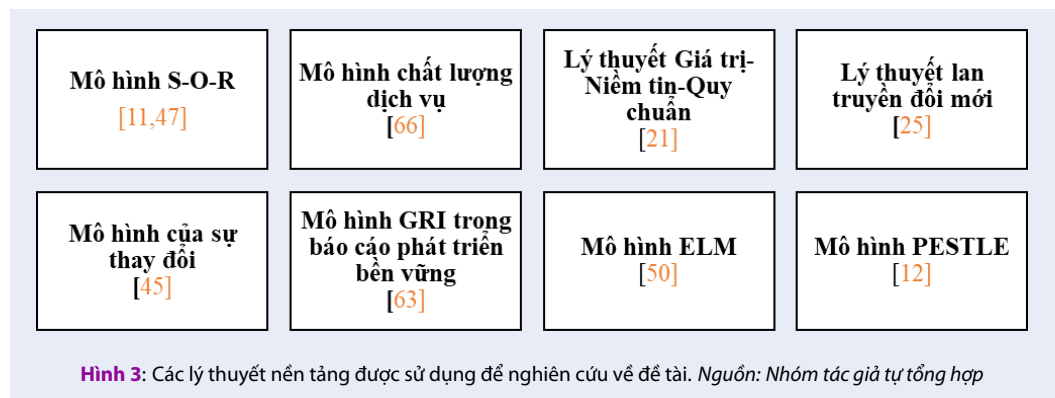 Mô hình S-O-R
[11,47]
Mô hình chất lượng
dịch vụ
[66]
Lý thuyết Giá trị-
Niềm tin-Quy
chuẩn
[21]
Lý thuyết lan
truyền đổi mới
[25]
Mô hình của sự
thay đổi
[45]
Mô hình GRI trong
báo cáo phát triển
bền vững
[63]
Mô hình ELM
[50]
Mô hình PESTLE
[12]
Hình 3: Các lý thuyết nền tảng được sử dụng để nghiên cứu về đề tài. Nguồn: Nhóm tác giả tự tổng hợp